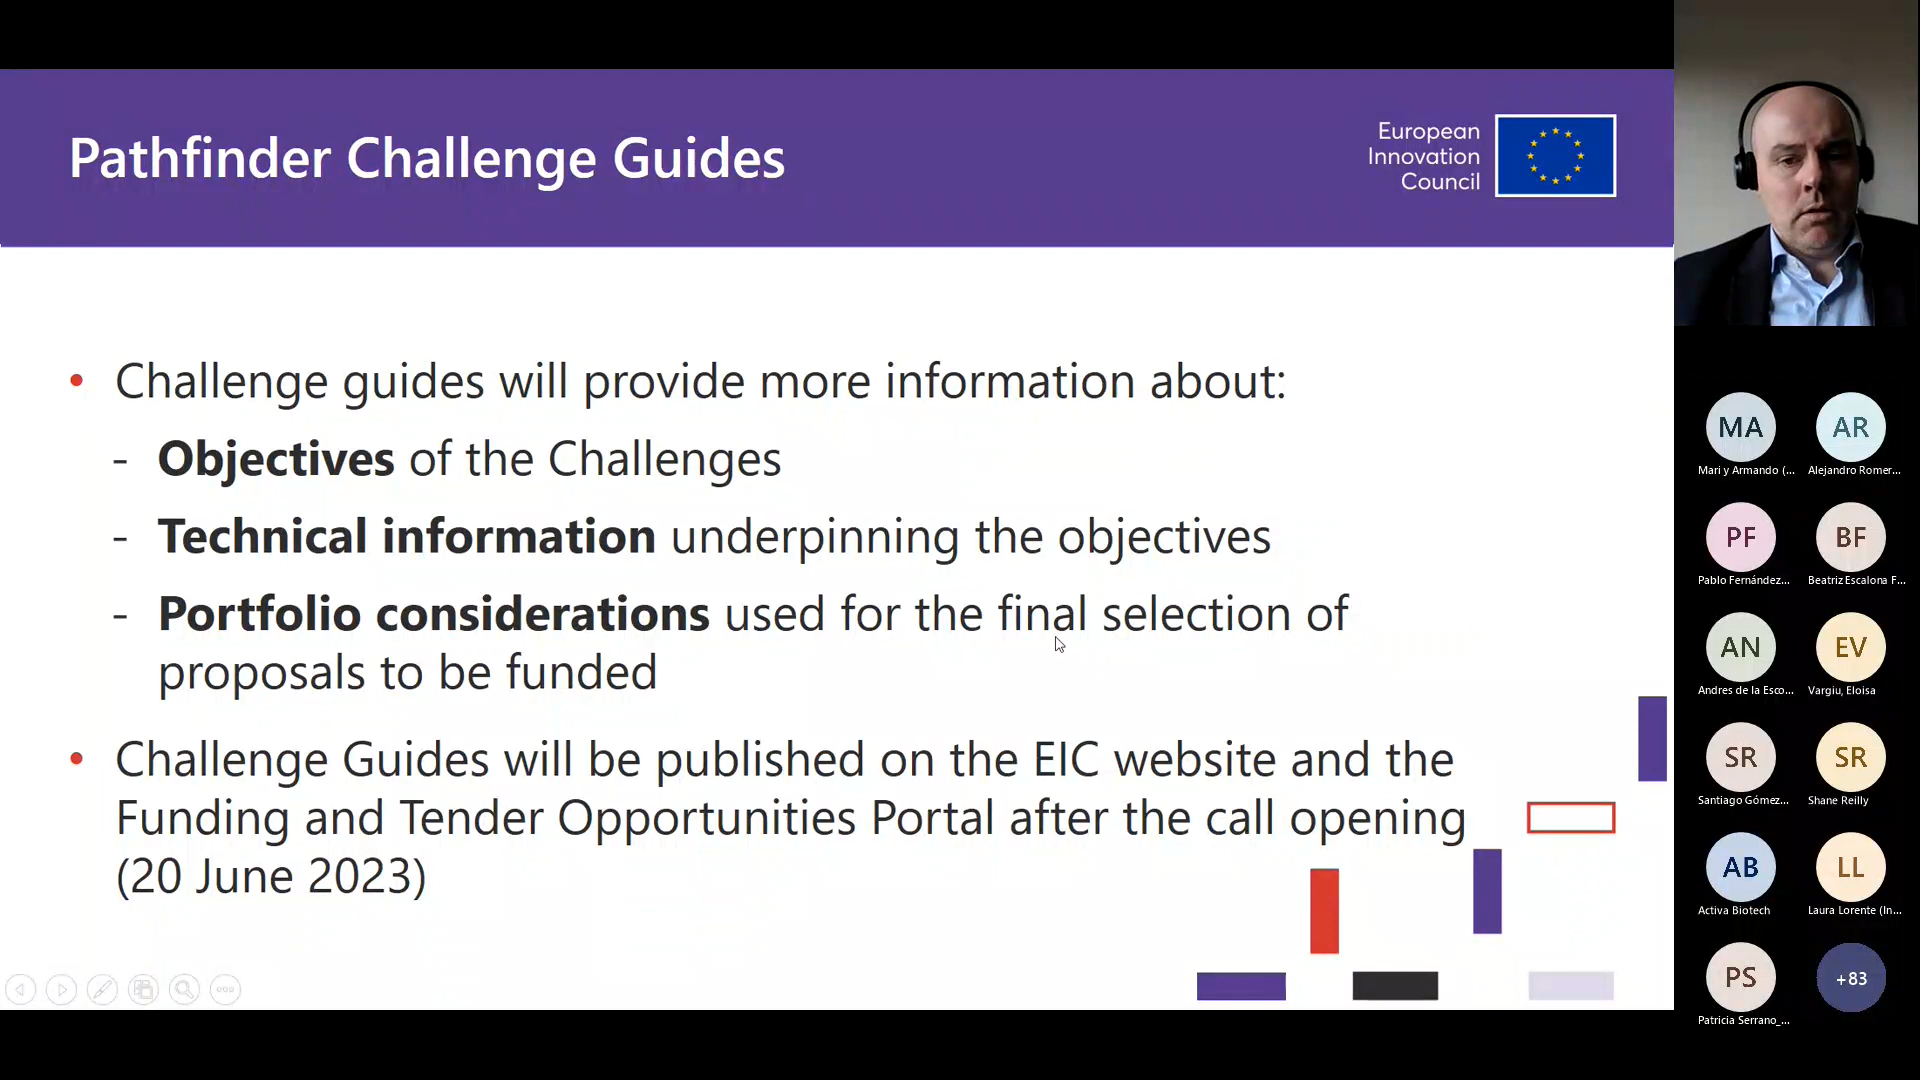 Pathfinder Challenge Guides
European
Innovation
Council
• Challenge guides will provide more information about:
- Objectives of the Challenges
- Technical information underpinning the objectives
- Portfolio considerations used for the final selection of
proposals to be funded
• Challenge Guides will be published on the EIC website and the
Funding and Tender Opportunities Portal after the call opening
(20 June 2023)
MA
AR
Mari y Armando (...
Alejandro Romer...
PF
BF
Pablo Fernández...
Beatriz Escalona F...
AN
EV
Andres de la Esco...
Vargiu, Eloisa
SR
SR
Santiago Gómez...
Shane Reilly
AB
LL
Activa Biotech
Laura Lorente (In...
PS
+83
Patricia Serrano_...